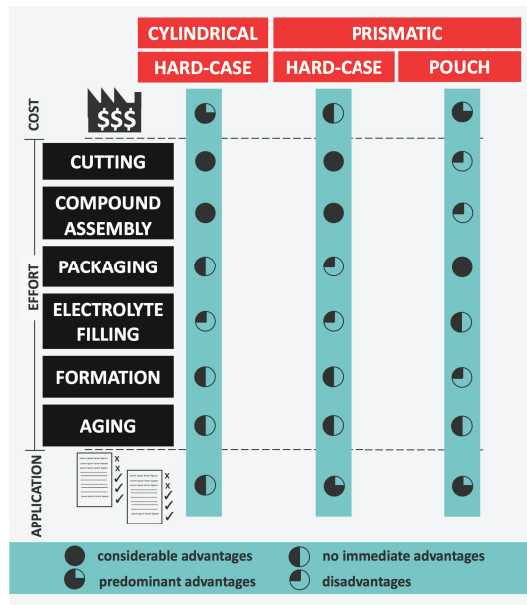 CYLINDRICAL PRISMATIC
HARD-CASE HARD-CASE POUCH
COST
$$$
EFFORT
CUTTING
COMPOUND
ASSEMBLY
PACKAGING
ELECTROLYTE
FILLING
FORMATION
AGING
APPLICATION
considerable advantages no immediate advantages
predominant advantages disadvantages